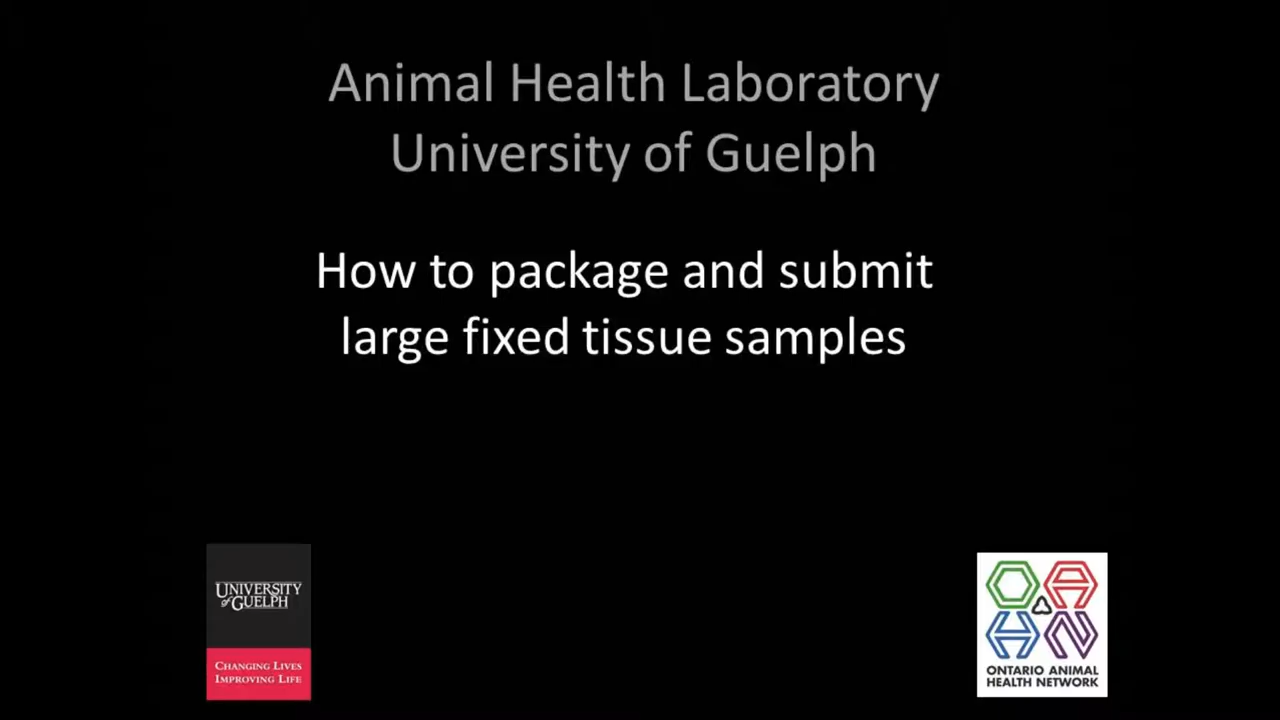 Animal Health Laboratory
University of Guelph
How to package and submit
large fixed tissue samples
UNIVERSITY
of GUELPH
CHANGING LIVES
IMPROVING LIFE
OAHN
ONTARIO ANIMAL
HEALTH NETWORK